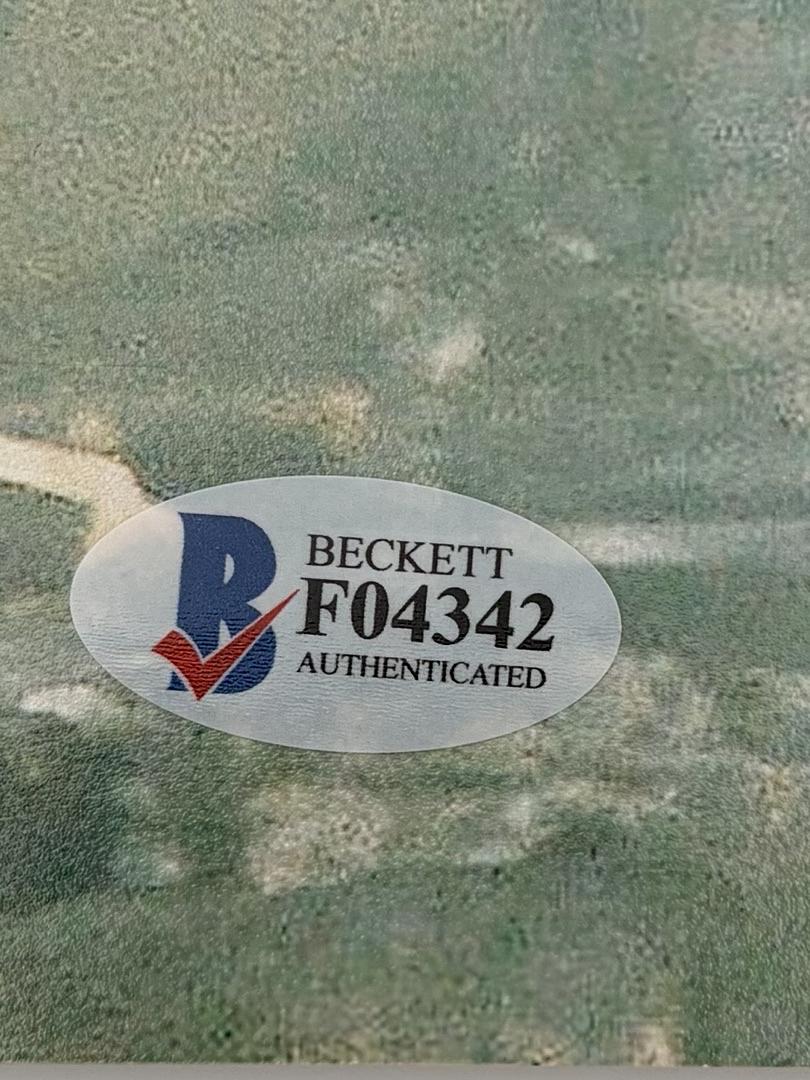 B
BECKETT
F04342
AUTHENTICATED